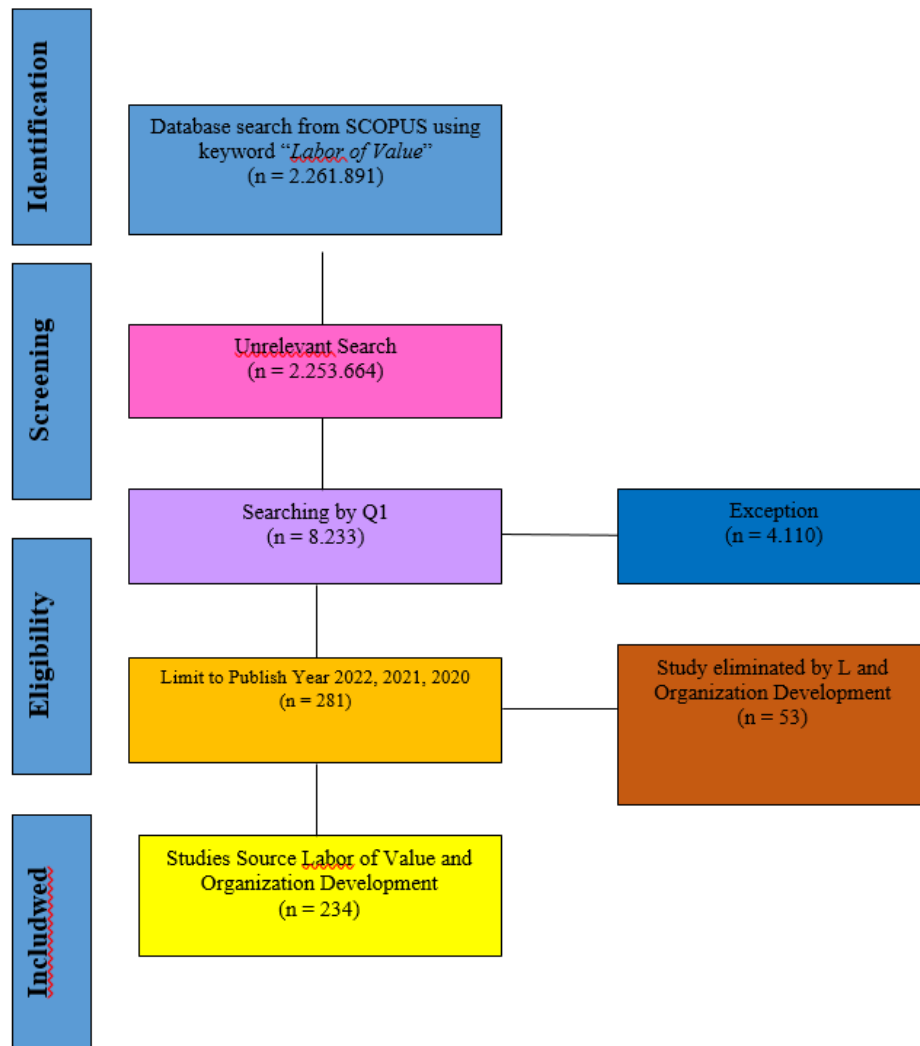 Identification
Database search from SCOPUS using
keyword “Labor of Value”
(n = 2.261.891)
Screening
Unrelevant Search
(n = 2.253.664)
Searching by Q1
(n = 8.233)
Exception
(n = 4.110)
Eligibility
Limit to Publish Year 2022, 2021, 2020
(n = 281)
Study eliminated by L and
Organization Development
(n = 53)
Includwed
Studies Source Labor of Value and
Organization Development
(n = 234)